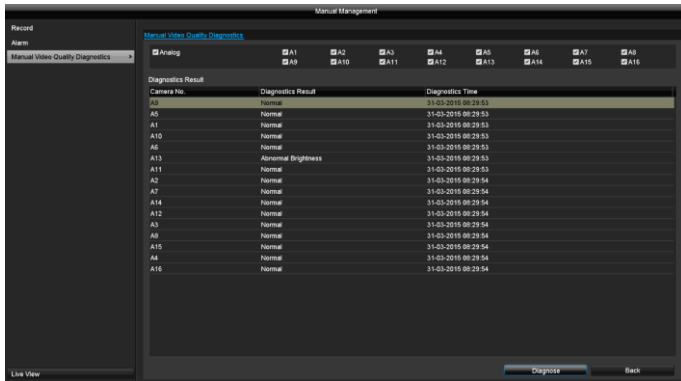 Manual Management
Record
Alarm
Manual Video Quality Diagnostics >
Manual Video Quality Diagnostics
Analog A1 A2 A3 A4 A5 A6 A7 A8
A9 A10 A11 A12 A13 A14 A15 A16
Diagnostics Result
Camera No. Diagnostics Result Diagnostics Time
A9 Normal 31-03-2015 08:29:53
A5 Normal 31-03-2015 08:29:53
A1 Normal 31-03-2015 08:29:53
A10 Normal 31-03-2015 08:29:53
A6 Normal 31-03-2015 08:29:53
A13 Abnormal Brightness 31-03-2015 08:29:53
A11 Normal 31-03-2015 08:29:53
A2 Normal 31-03-2015 08:29:54
A7 Normal 31-03-2015 08:29:54
A14 Normal 31-03-2015 08:29:54
A12 Normal 31-03-2015 08:29:54
A3 Normal 31-03-2015 08:29:54
A8 Normal 31-03-2015 08:29:54
A15 Normal 31-03-2015 08:29:54
A4 Normal 31-03-2015 08:29:54
A16 Normal 31-03-2015 08:29:54
Live View Diagnose Back